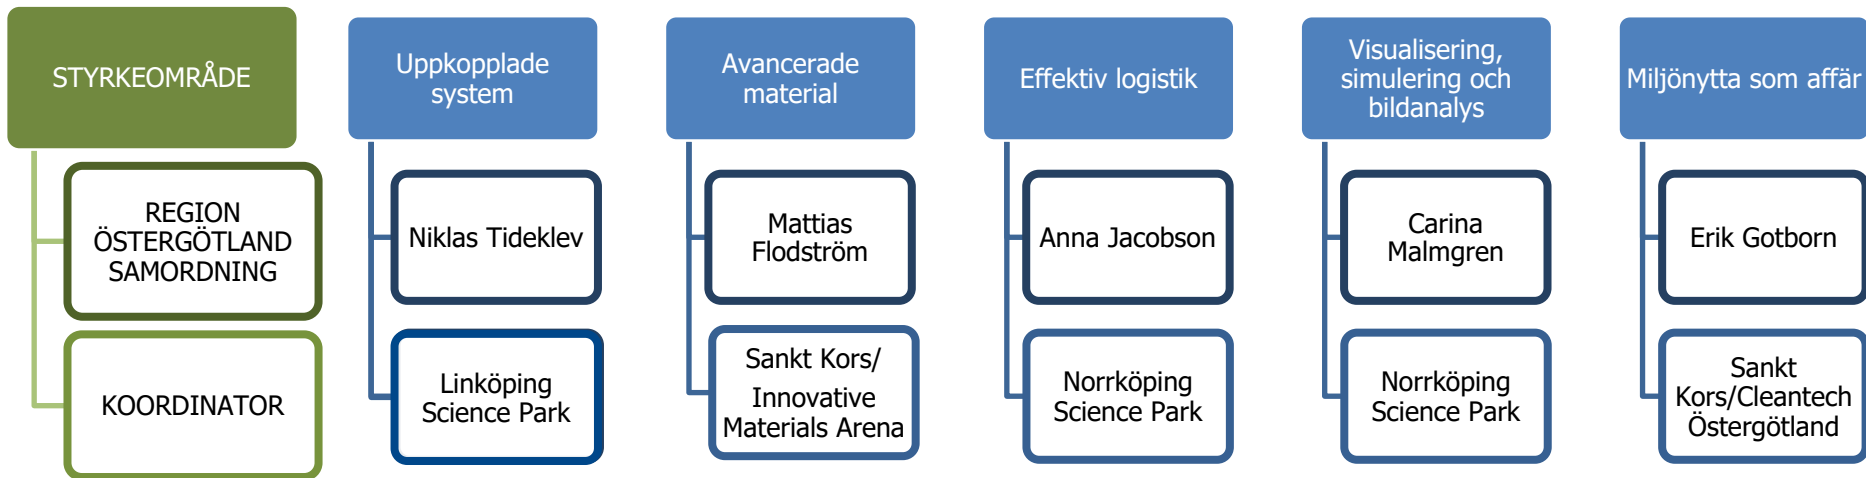 STYRKEOMRÅDE
REGION
ÖSTERGÖTLAND
SAMORDNING
KOORDINATOR
Uppkopplade
system
Niklas Tideklev
Linköping
Science Park
Avancerade
material
Mattias
Flodström
Sankt Kors/
Innovative
Materials Arena
Effektiv logistik
Anna Jacobson
Norrköping
Science Park
Visualisering,
simulering och
bildanalys
Carina
Malmgren
Norrköping
Science Park
Miljönytta som affär
Erik Gotborn
Sankt
Kors/Cleantech
Östergötland